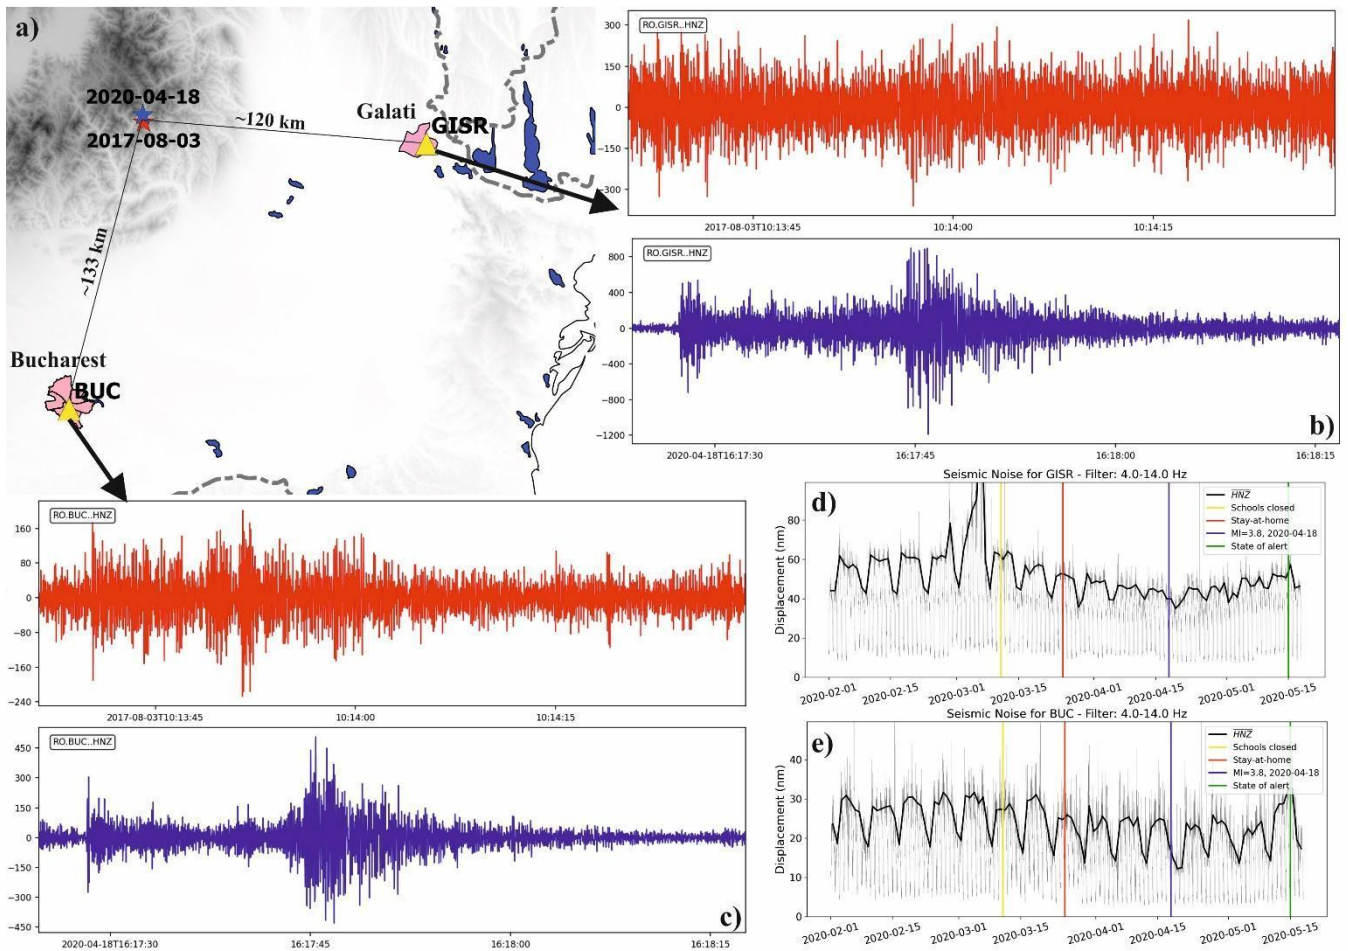 a)
2020-04-18
2017-08-03
~120 km
Galati
GISR
~133 km
Bucharest
BUC
RO.GISR..HNZ
300
150
0
−150
−300
2017-08-03T10:13:45
10:14:00
10:14:15
RO.GISR..HNZ
800
400
0
−400
−800
−1200
b)
2020-04-18T16:17:30
16:17:45
16:18:00
16:18:15
RO.BUC..HNZ
160
80
0
−80
−160
−240
2017-08-03T10:13:45
10:14:00
10:14:15
RO.BUC..HNZ
450
300
150
0
−150
−300
−450
c)
2020-04-18T16:17:30
16:17:45
16:18:00
16:18:15
Seismic Noise for GISR - Filter: 4.0-14.0 Hz
d)
HNZ
Schools closed
Stay-at-home
Ml=3.8, 2020-04-18
State of alert
Displacement (nm)
80
60
40
20
0
2020-02-01
2020-02-15
2020-03-01
2020-03-15
2020-04-01
2020-04-15
2020-05-01
2020-05-15
Seismic Noise for BUC - Filter: 4.0-14.0 Hz
e)
HNZ
Schools closed
Stay-at-home
Ml=3.8, 2020-04-18
State of alert
Displacement (nm)
40
30
20
10
0
2020-02-01
2020-02-15
2020-03-01
2020-03-15
2020-04-01
2020-04-15
2020-05-01
2020-05-15